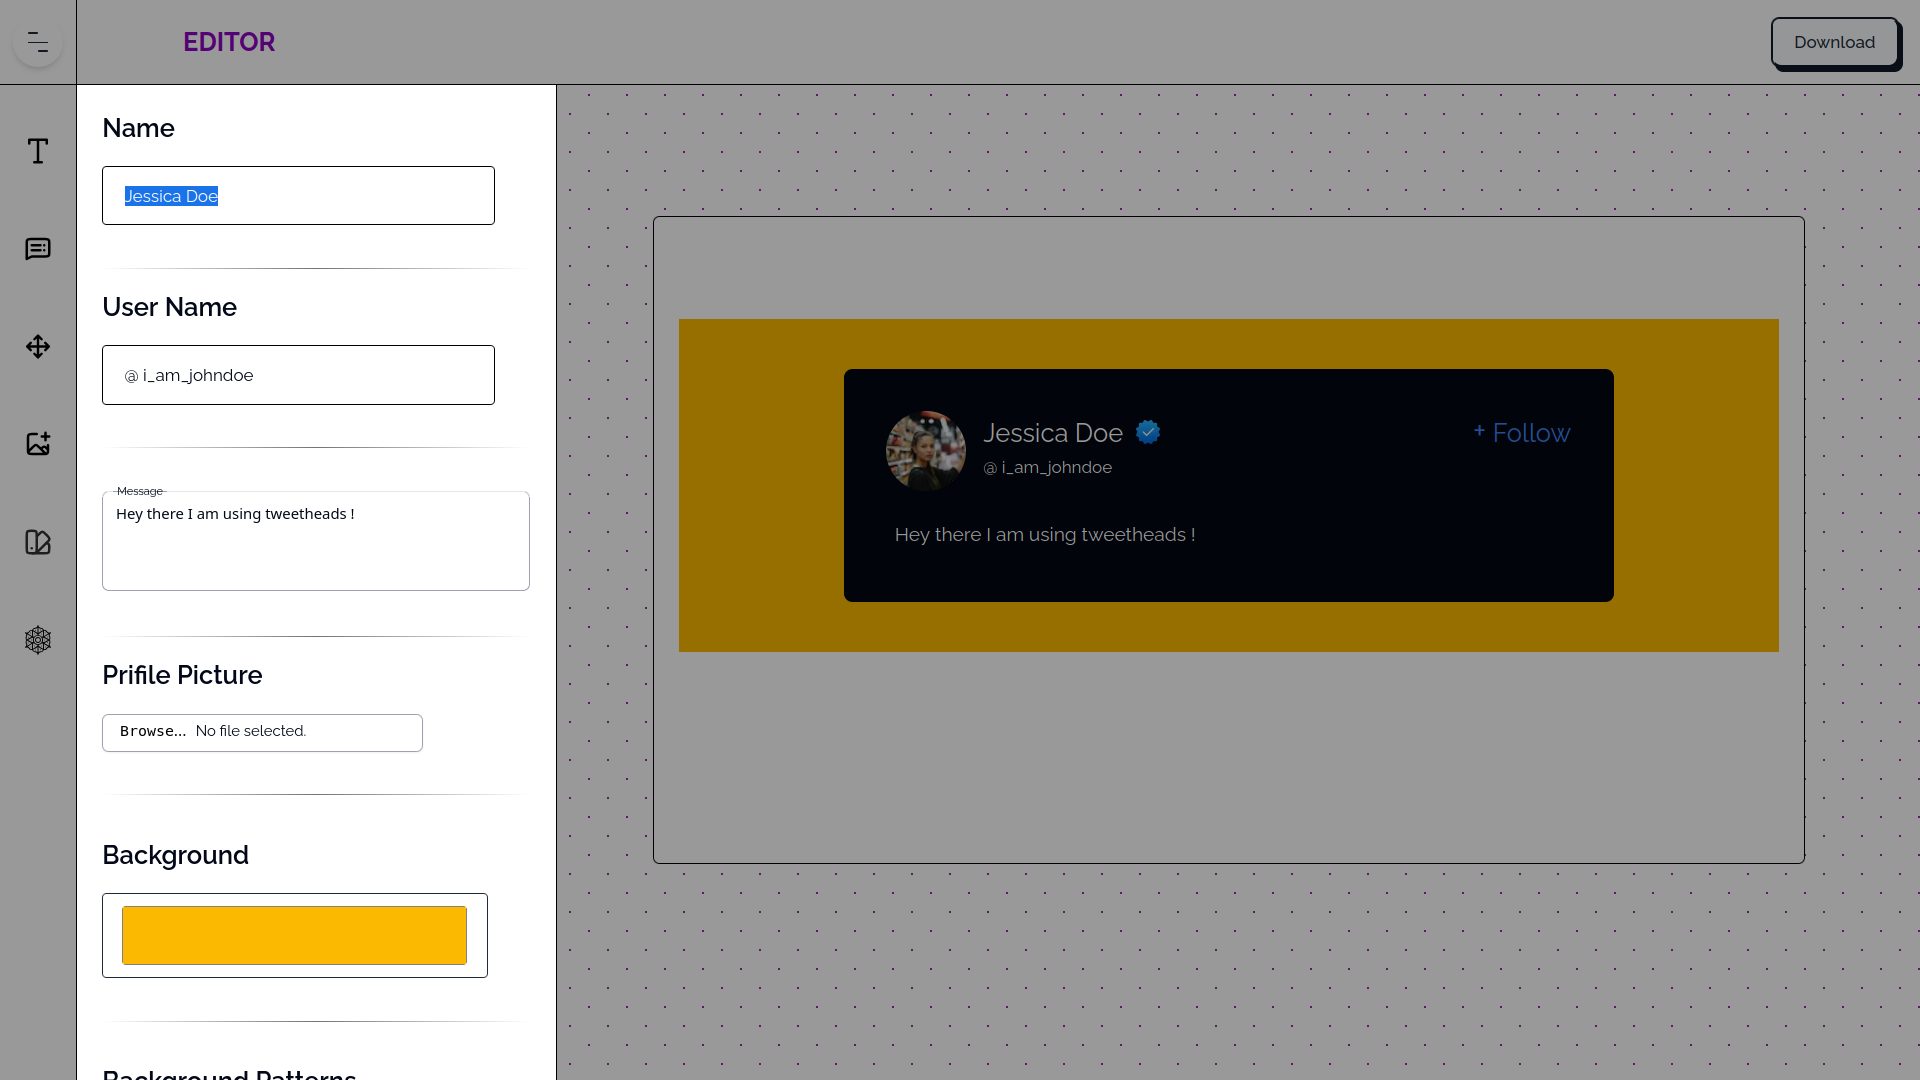 EDITOR
Download
Name
Jessica Doe
User Name
@ i_am_johndoe
Message
Hey there I am using tweetheads !
Prifile Picture
Browse... No file selected.
Background
Background Patterns
Jessica Doe
+ Follow
@ i_am_johndoe
Hey there I am using tweetheads !